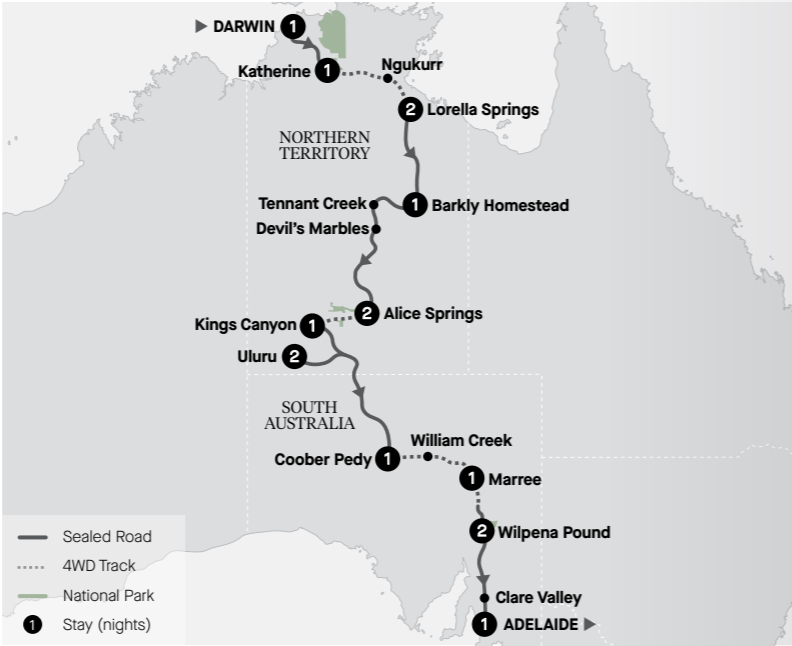 DARWIN 1
Katherine 1
Ngukurr
2 Lorella Springs
NORTHERN
TERRITORY
Tennant Creek
1 Barkly Homestead
Devil's Marbles
2 Alice Springs
Kings Canyon 1
Uluru 2
SOUTH
AUSTRALIA
William Creek
Coober Pedy 1
1 Marree
2 Wilpena Pound
Clare Valley
1 ADELAIDE
Sealed Road
4WD Track
National Park
1 Stay (nights)